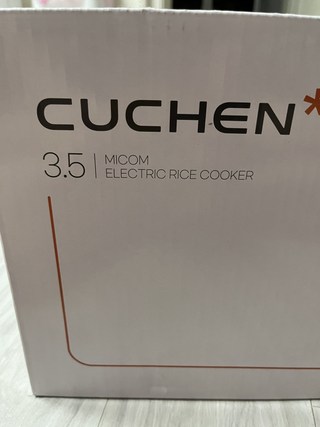 CUCHEN
3.5 | MICOM
ELECTRIC RICE COOKER